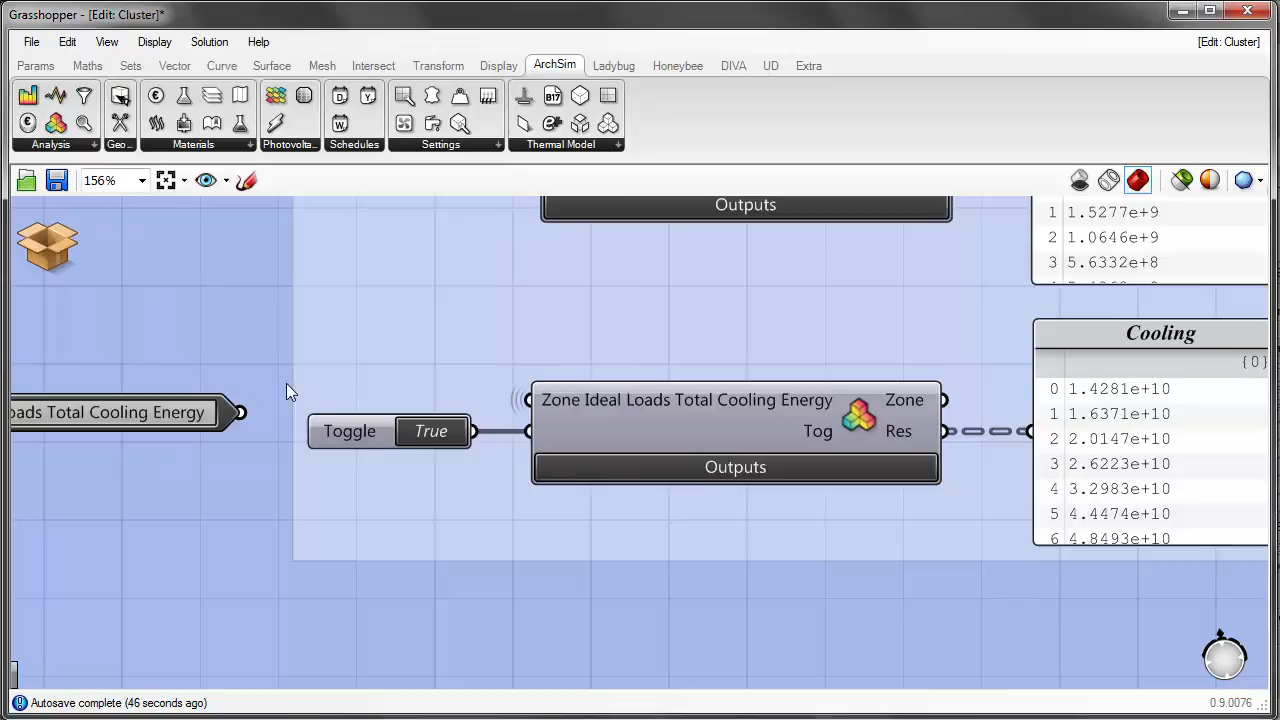 Grasshopper - [Edit: Cluster]*
File Edit View Display Solution Help [Edit: Cluster]
Params Maths Sets Vector Curve Surface Mesh Intersect Transform Display ArchSim Ladybug Honeybee DIVA UD Extra
D Y B17
W
Analysis Geo... Materials Photovolta... Schedules Settings Thermal Model
156%
Outputs
1 1.5277e+9
2 1.0646e+9
3 5.6332e+8
Cooling
{0}
0 1.4281e+10
1 1.6371e+10
2 2.0147e+10
3 2.6223e+10
4 3.2983e+10
5 4.4474e+10
6 4.8493e+10
oads Total Cooling Energy
Toggle True
Zone Ideal Loads Total Cooling Energy Zone
Tog Res
Outputs
Autosave complete (46 seconds ago) 0.9.0076